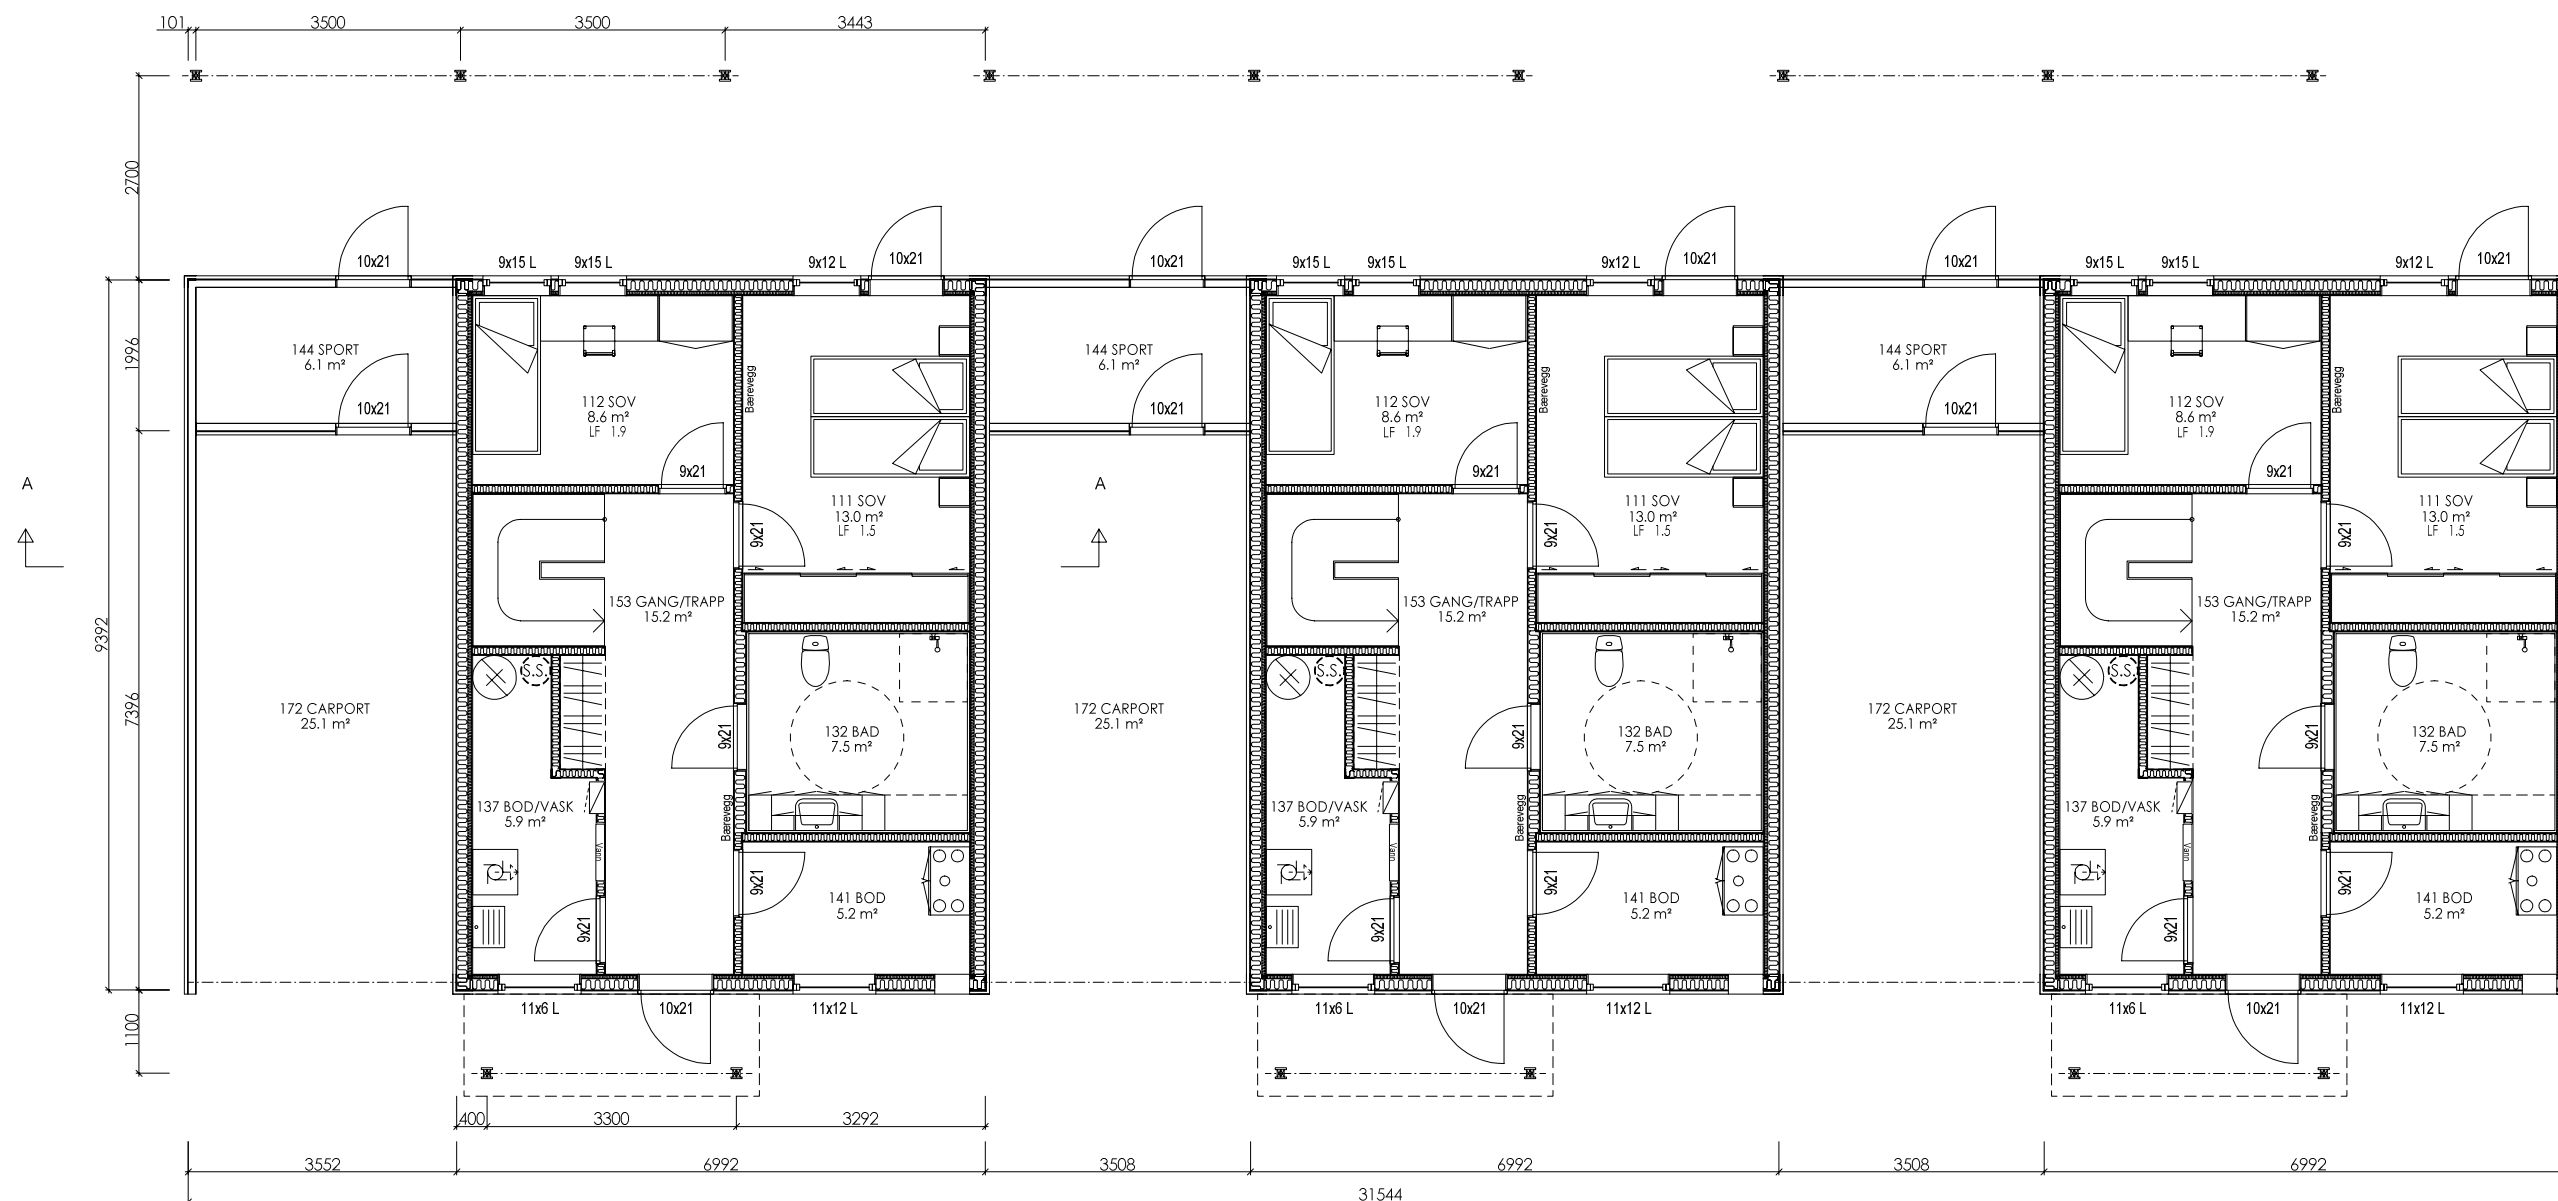 101 3500 3500 3443
2700
10x21 10x21 10x21 10x21 10x21 10x21
9x15 L 9x15 L 9x12 L 9x15 L 9x15 L 9x12 L 9x15 L 9x15 L 9x12 L
1996
144 SPORT 144 SPORT 144 SPORT
6.1 m² 6.1 m² 6.1 m²
Bærevegg Bærevegg Bærevegg
10x21 10x21 10x21
112 SOV 112 SOV 112 SOV
8.6 m² 8.6 m² 8.6 m²
LF 1.9 LF 1.9 LF 1.9
9x21 9x21 9x21
A A
111 SOV 111 SOV 111 SOV
13.0 m² 13.0 m² 13.0 m²
LF 1.5 LF 1.5 LF 1.5
9x21 9x21 9x21
153 GANG/TRAPP 153 GANG/TRAPP 153 GANG/TRAPP
15.2 m² 15.2 m² 15.2 m²
9392
S.S. S.S. S.S.
7396
172 CARPORT 172 CARPORT 172 CARPORT
25.1 m² 25.1 m² 25.1 m²
9x21 9x21 9x21
132 BAD 132 BAD 132 BAD
7.5 m² 7.5 m² 7.5 m²
137 BOD/VASK 137 BOD/VASK 137 BOD/VASK
5.9 m² 5.9 m² 5.9 m²
Bærevegg Bærevegg Bærevegg
Vann Vann Vann
9x21 9x21 9x21
141 BOD 141 BOD 141 BOD
5.2 m² 5.2 m² 5.2 m²
9x21 9x21 9x21
11x6 L 10x21 11x12 L 11x6 L 10x21 11x12 L 11x6 L 10x21 11x12 L
1100
400 3300 3292
3552 6992 3508 6992 3508 6992
31544